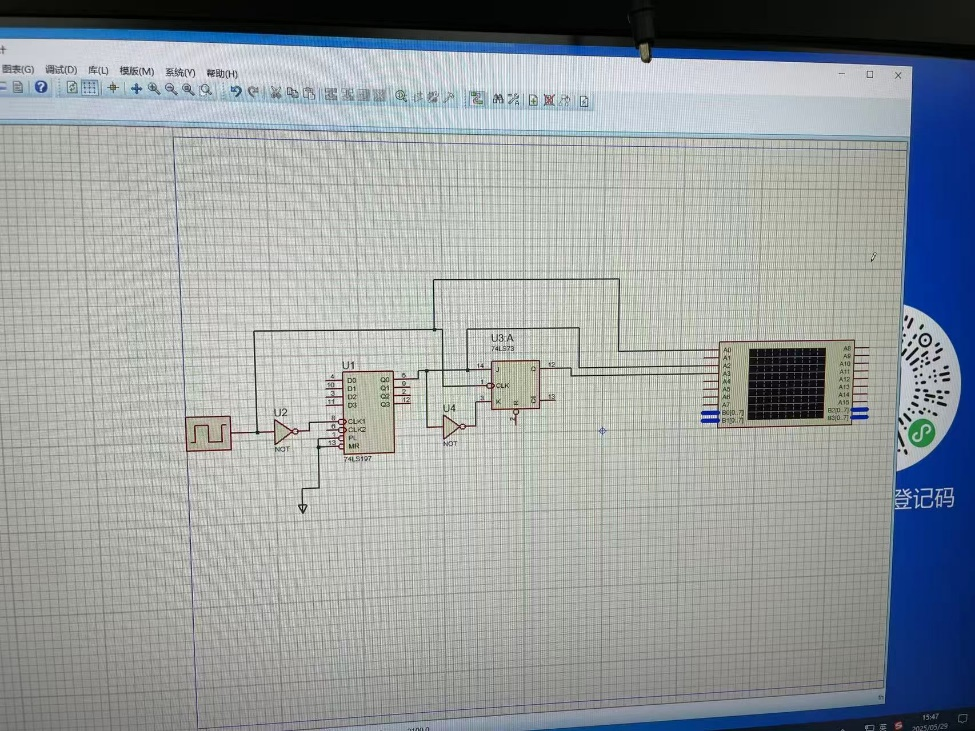 图表(G) 调试(D) 库(L) 模版(M) 系统(Y) 帮助(H)
U1
4 D0 Q0 5
10 D1 Q1 9
3 D2 Q2 2
11 D3 Q3 12
8 CLK1
6 CLK2
1 PL
13 MR
74LS197
U2
NOT
U3:A
74LS73
14 J Q 12
1 CLK
3 K Q 13
R
2
U4
NOT
A0
A1
A2
A3
A4
A5
A6
A7
B0[0..7]
B1[0..7]
A8
A9
A10
A11
A12
A13
A14
A15
B2[0..7]
B3[0..7]
登记码
英
15:47
2025/05/29